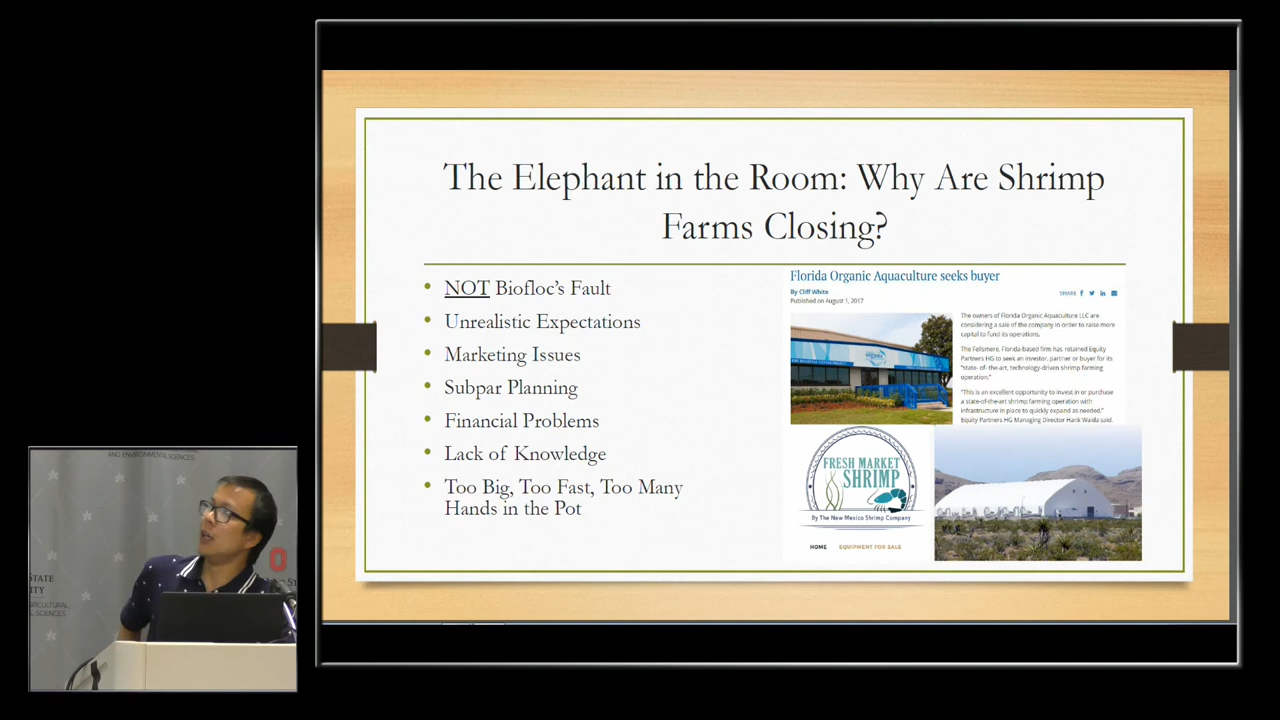 The Elephant in the Room: Why Are Shrimp
Farms Closing?
NOT Biofloc's Fault
Unrealistic Expectations
Marketing Issues
Subpar Planning
Financial Problems
Lack of Knowledge
Too Big, Too Fast, Too Many
Hands in the Pot
Florida Organic Aquaculture seeks buyer
By Cliff White
Published on August 1, 2017
SHARE
The owners of Florida Organic Aquaculture LLC are
considering a sale of the company in order to raise more
capital to fund its operations.
The Fellsmere, Florida-based firm has retained Equity
Partners HG to seek an investor, partner or buyer for its
"state- of- the-art, technology-driven shrimp farming
operation."
"This is an excellent opportunity to invest in or purchase
a state-of-the-art shrimp farming operation with
infrastructure in place to quickly expand as needed,"
Equity Partners HG Managing Director Hank Waida said.
FRESH MARKET
SHRIMP
By The New Mexico Shrimp Company
HOME EQUIPMENT FOR SALE
AND ENVIRONMENTAL SCIENCES
STATE